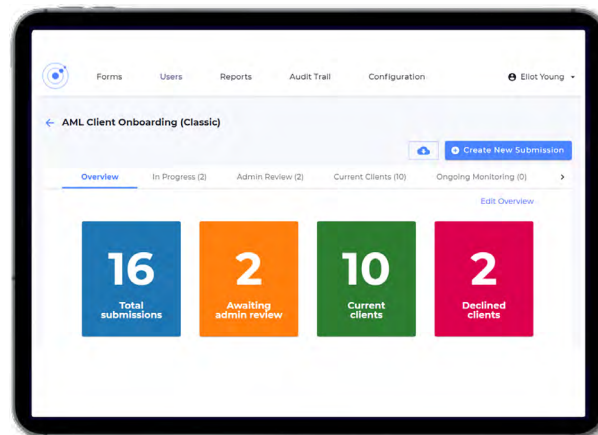 Forms Users Reports Audit Trail Configuration Eliot Young
AML Client Onboarding (Classic)
Create New Submission
Overview In Progress (2) Admin Review (2) Current Clients (10) Ongoing Monitoring (0)
Edit Overview
16 2 10 2
Total Awaiting Current Declined
submissions admin review clients clients